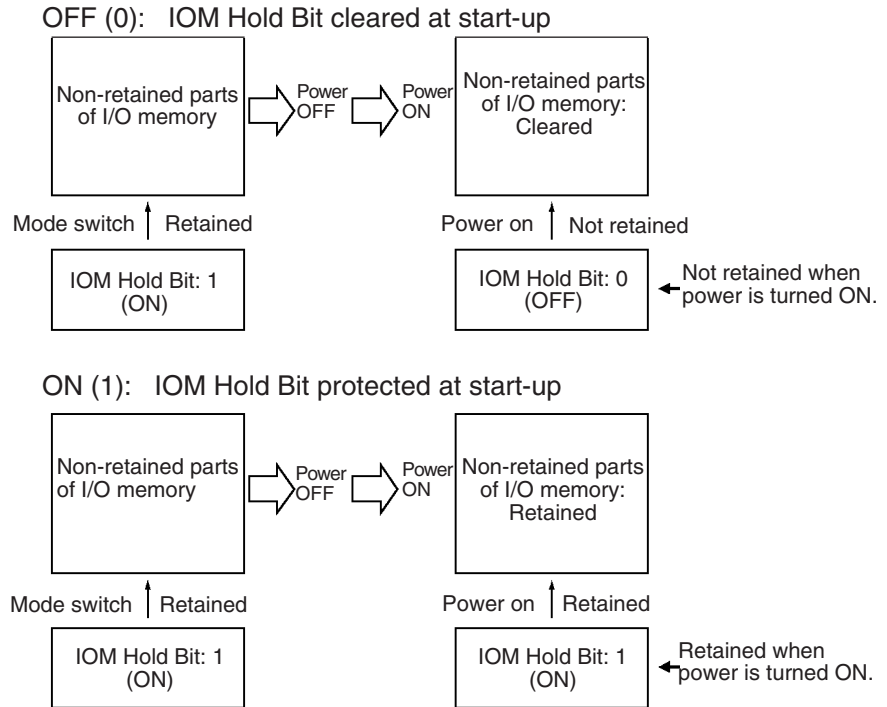 OFF (0): IOM Hold Bit cleared at start-up
Non-retained parts
of I/O memory
Power
OFF
Power
ON
Non-retained parts
of I/O memory:
Cleared
Mode switch
Retained
Power on
Not retained
IOM Hold Bit: 1
(ON)
IOM Hold Bit: 0
(OFF)
Not retained when
power is turned ON.
ON (1): IOM Hold Bit protected at start-up
Non-retained parts
of I/O memory
Power
OFF
Power
ON
Non-retained parts
of I/O memory:
Retained
Mode switch
Retained
Power on
Retained
IOM Hold Bit: 1
(ON)
IOM Hold Bit: 1
(ON)
Retained when
power is turned ON.